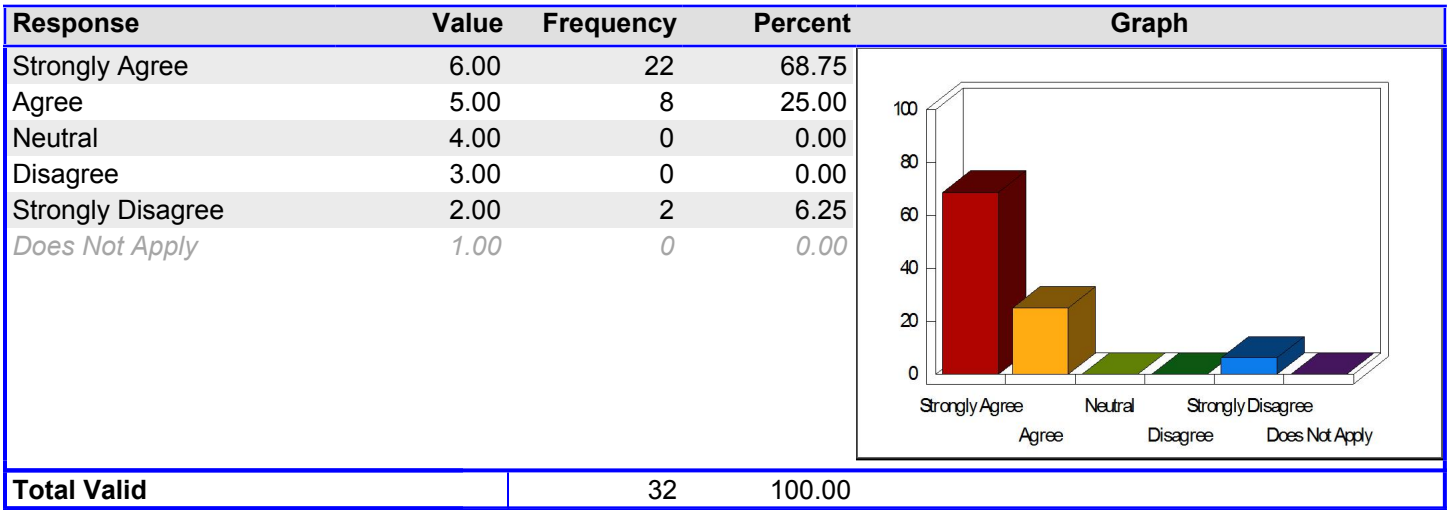 Response Value Frequency Percent Graph
Strongly Agree 6.00 22 68.75
Agree 5.00 8 25.00
Neutral 4.00 0 0.00
Disagree 3.00 0 0.00
Strongly Disagree 2.00 2 6.25
Does Not Apply 1.00 0 0.00
100
80
60
40
20
0
Strongly Agree Neutral Strongly Disagree
Agree Disagree Does Not Apply
Total Valid 32 100.00